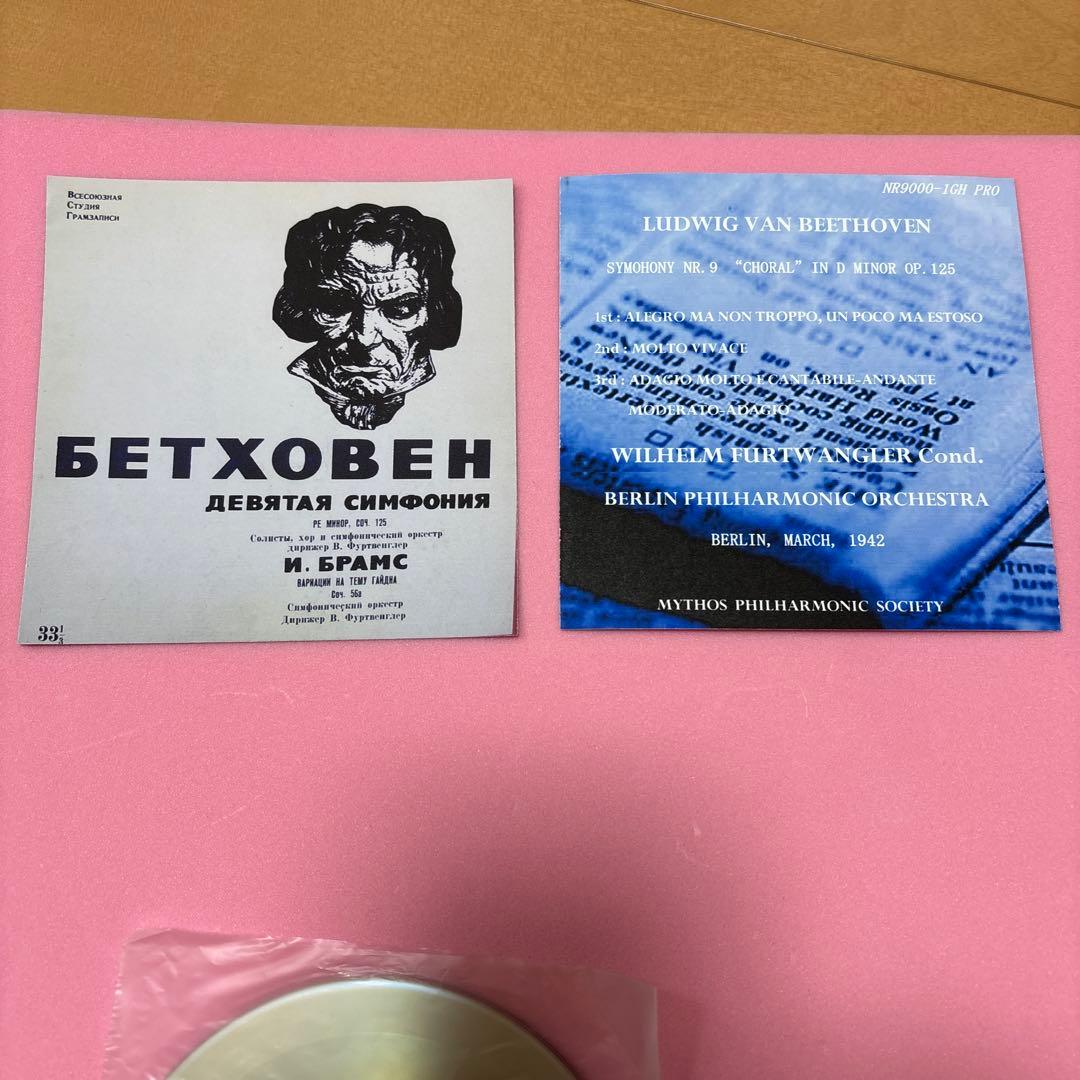 Всесоюзная
Студия
Грамзаписи
БЕТХОВЕН
ДЕВЯТАЯ СИМФОНИЯ
РЕ МИНОР, СОЧ. 125
Солисты, хор и симфонический оркестр
дирижер В. Фуртвенглер
И. БРАМС
ВАРИАЦИИ НА ТЕМУ ГАЙДНА
Соч. 56а
Симфонический оркестр
Дирижер В. Фуртвенглер
33⅓
NR9000-1GH PRO
LUDWIG VAN BEETHOVEN
SYMOHONY NR.9 "CHORAL" IN D MINOR OP.125
1st : ALEGRO MA NON TROPPO, UN POCO MA ESTOSO
2nd : MOLTO VIVACE
3rd : ADAGIO MOLTO E CANTABILE-ANDANTE
MODERATO-ADAGIO
WILHELM FURTWANGLER Cond.
BERLIN PHILHARMONIC ORCHESTRA
BERLIN, MARCH, 1942
MYTHOS PHILHARMONIC SOCIETY